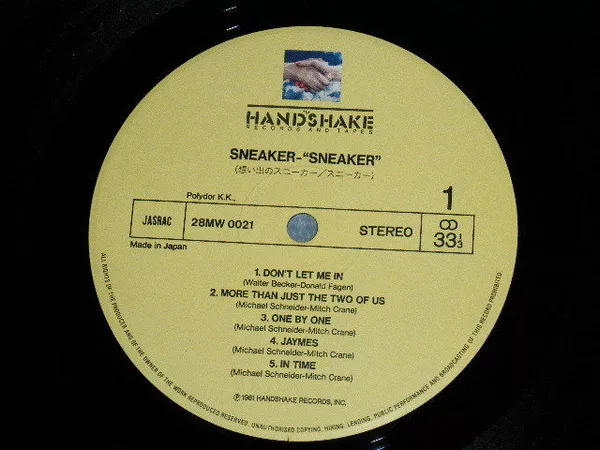 HANDSHAKE
RECORDS AND TAPES
SNEAKER-"SNEAKER"
(想い出のスニーカー/スニーカー)
Polydor K.K.,
1
JASRAC
28MW 0021
STEREO
33 1/3
Made in Japan
1. DON'T LET ME IN
(Walter Becker-Donald Fagen)
2. MORE THAN JUST THE TWO OF US
(Michael Schneider-Mitch Crane)
3. ONE BY ONE
(Michael Schneider-Mitch Crane)
4. JAYMES
(Michael Schneider-Mitch Crane)
5. IN TIME
(Michael Schneider-Mitch Crane)
℗1981 HANDSHAKE RECORDS, INC.
ALL RIGHTS OF THE PRODUCER AND OF THE OWNER OF THE WORK REPRODUCED RESERVED. UNAUTHORISED COPYING, HIRING, LENDING, PUBLIC PERFORMANCE AND BROADCASTING OF THIS RECORD PROHIBITED